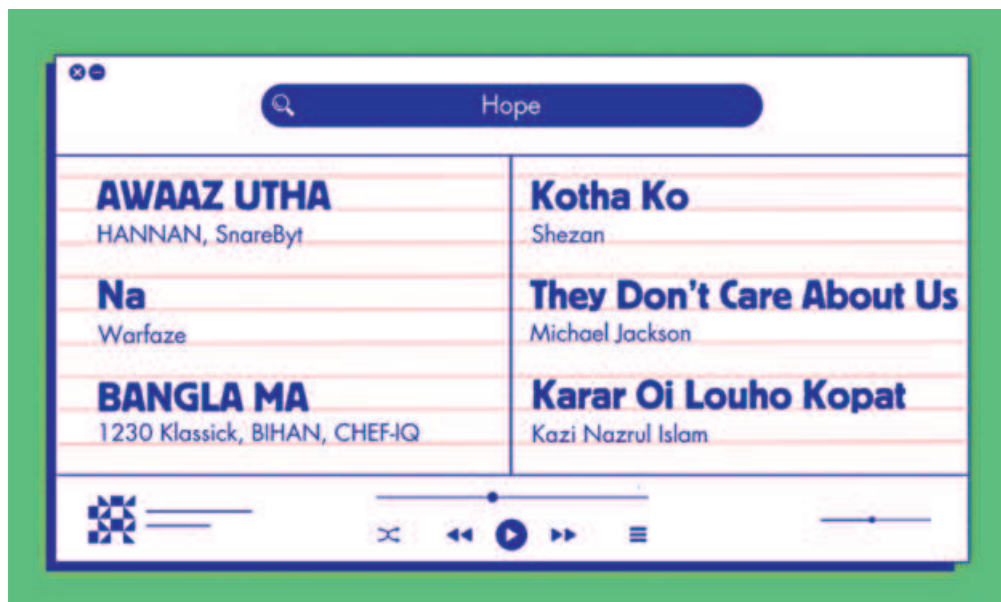 Hope
AWAAZ UTHA
HANNAN, SnareByt
Na
Warfaze
BANGLA MA
1230 Klassick, BIHAN, CHEF-IQ
Kotha Ko
Shezan
They Don't Care About Us
Michael Jackson
Karar Oi Louho Kopat
Kazi Nazrul Islam